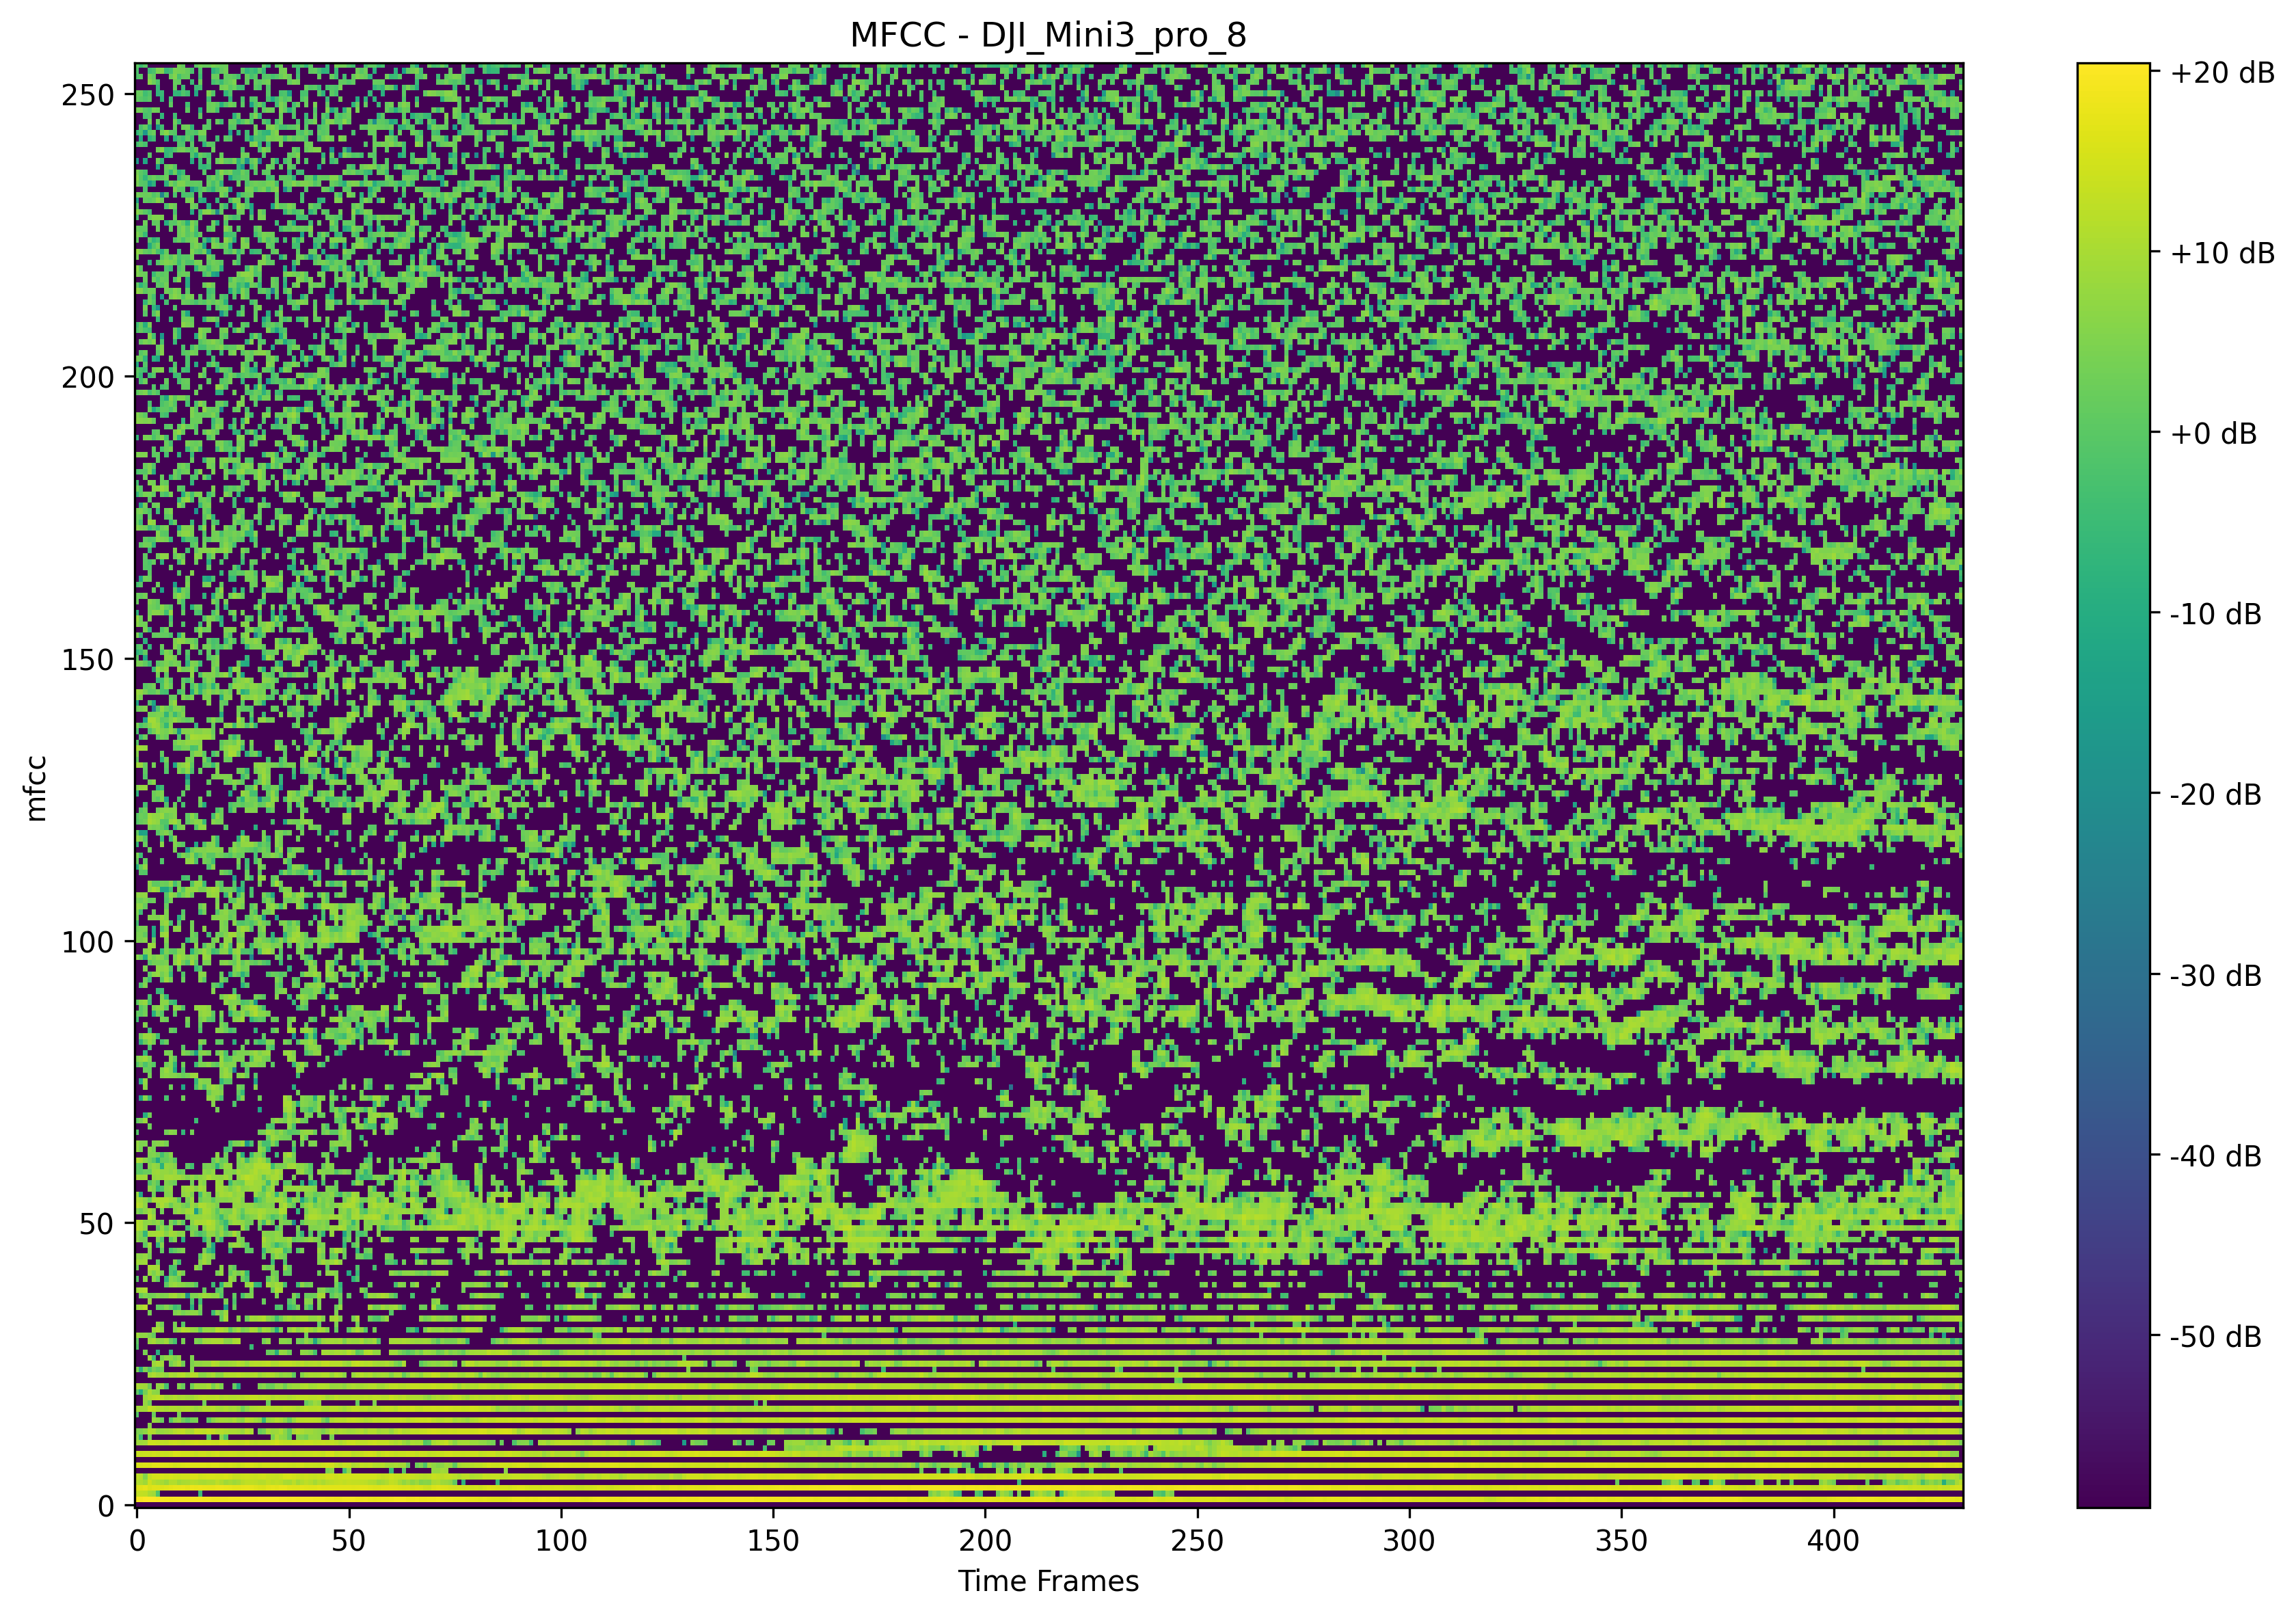 MFCC - DJI_Mini3_pro_8
250
200
150
100
50
0
mfcc
0
50
100
150
200
250
300
350
400
Time Frames
+20 dB
+10 dB
+0 dB
-10 dB
-20 dB
-30 dB
-40 dB
-50 dB